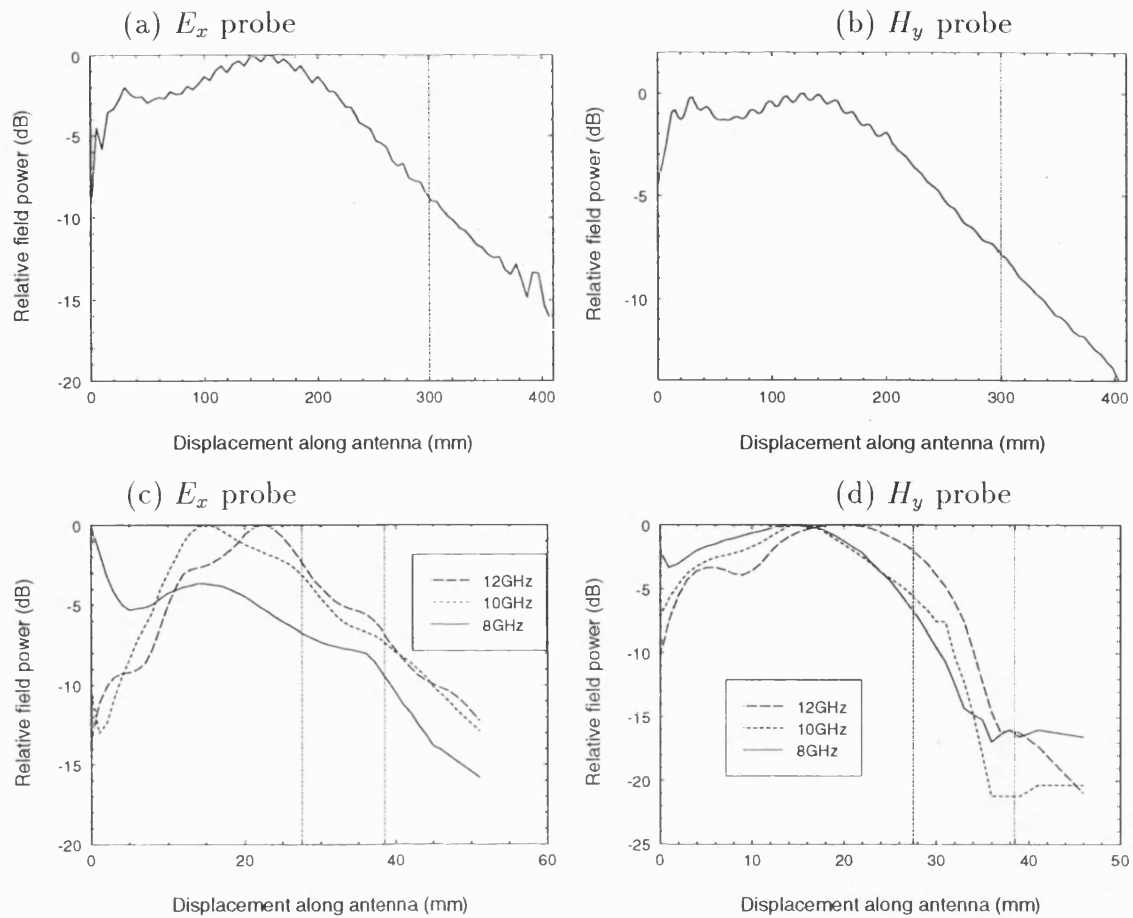 (a) Eₓ probe
Relative field power (dB)
0
-5
-10
-15
-20
0
100
200
300
400
Displacement along antenna (mm)
(b) H_y probe
Relative field power (dB)
0
-5
-10
0
100
200
300
400
Displacement along antenna (mm)
(c) Eₓ probe
Relative field power (dB)
0
-5
-10
-15
-20
12GHz
10GHz
8GHz
0
20
40
60
Displacement along antenna (mm)
(d) H_y probe
Relative field power (dB)
0
-5
-10
-15
-20
-25
12GHz
10GHz
8GHz
0
10
20
30
40
50
Displacement along antenna (mm)